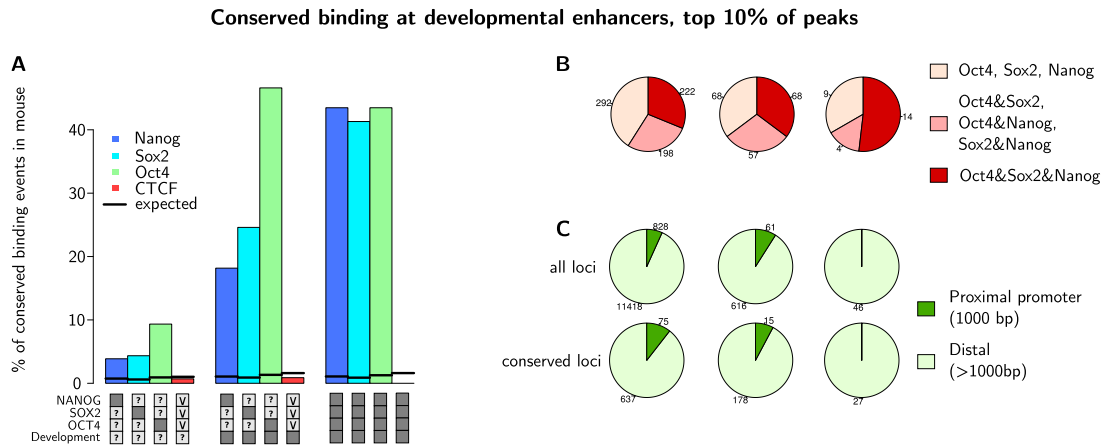 Conserved binding at developmental enhancers, top 10% of peaks
A
% of conserved binding events in mouse
0
10
20
30
40
Nanog
Sox2
Oct4
CTCF
expected
NANOG ? ? V ? ? V
SOX2 ? ? V ? ? V
OCT4 ? ? V ? ? V
Development ? ? ? ?
B
292
222
198
68
68
57
9
14
4
Oct4, Sox2, Nanog
Oct4&Sox2,
Oct4&Nanog,
Sox2&Nanog
Oct4&Sox2&Nanog
C
all loci
828
11418
61
616
46
conserved loci
75
637
15
178
27
Proximal promoter
(1000 bp)
Distal
(>1000bp)